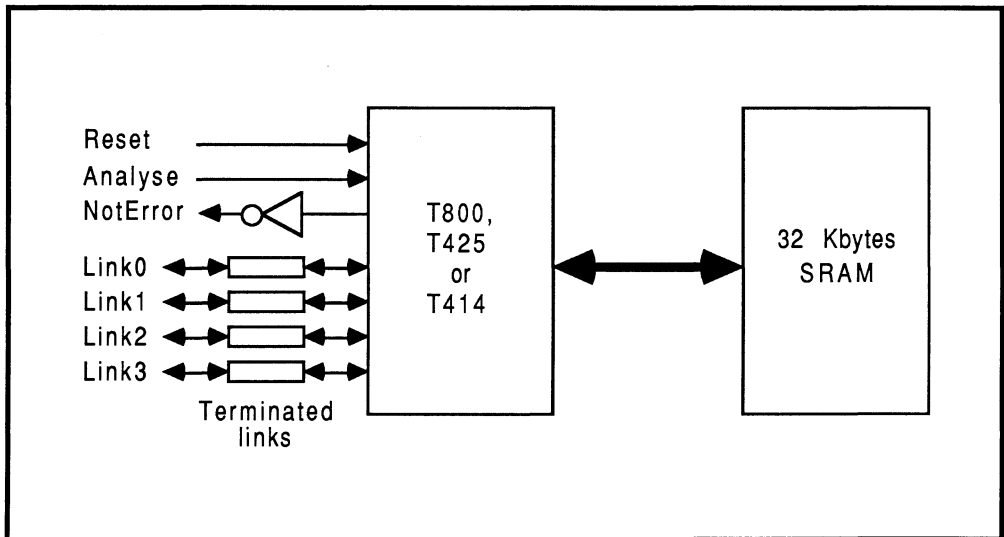 Reset
Analyse
NotError
Link0
Link1
Link2
Link3
Terminated
links
T800,
T425
or
T414
32 Kbytes
SRAM